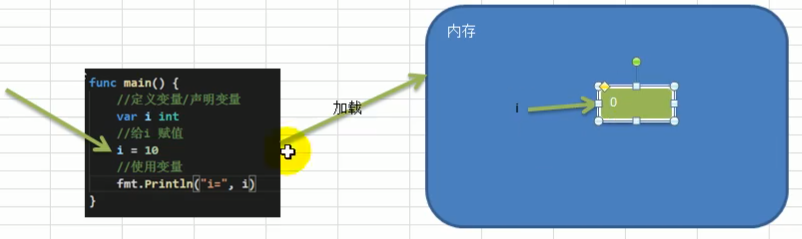 func main() {
//定义变量/声明变量
var i int
//给i 赋值
i = 10
//使用变量
fmt.Println("i=", i)
}
加载
内存
i
0